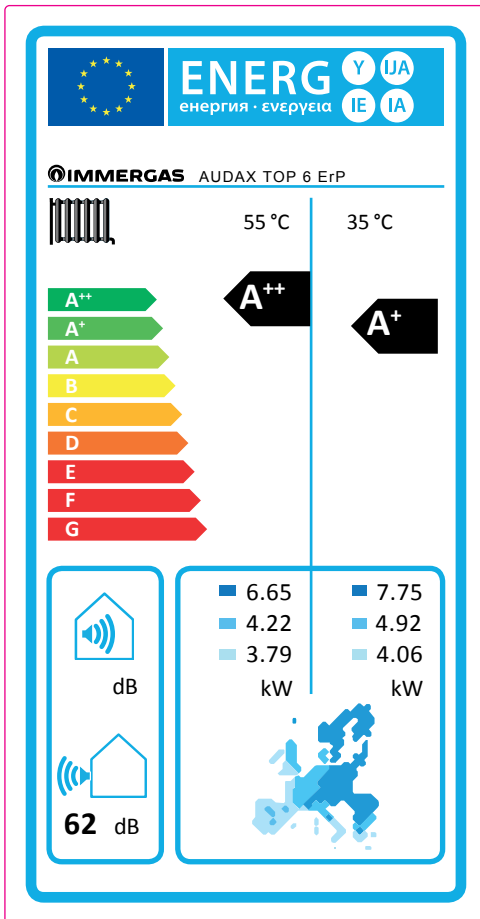 ENERG Y IJA
енергия · ενεργεια IE IA
IMMERGAS AUDAX TOP 6 ErP
55 °C 35 °C
A++ A+
A++
A+
A
B
C
D
E
F
G
6.65 7.75
4.22 4.92
3.79 4.06
kW kW
dB
62 dB